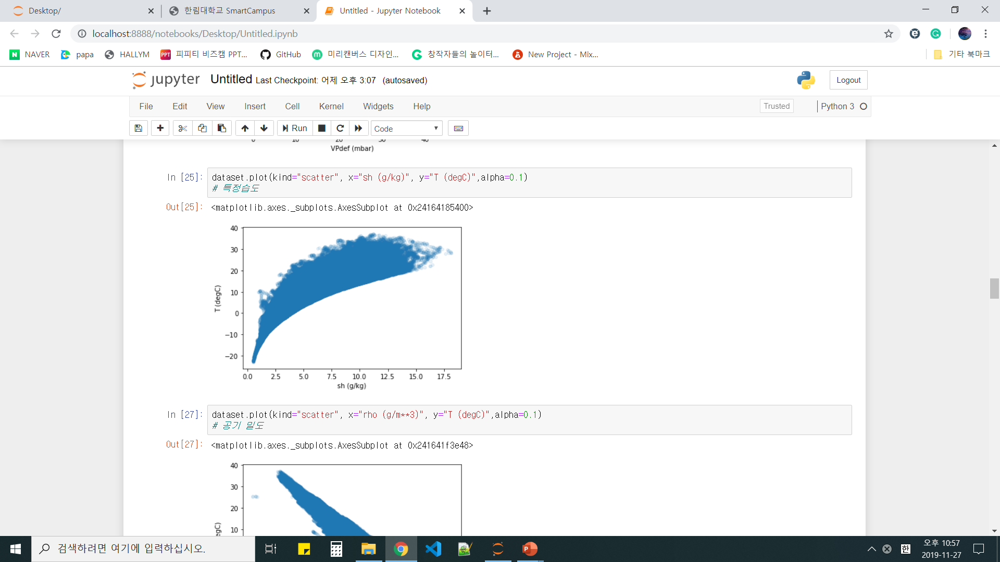 Desktop/
한림대학교 SmartCampus
Untitled - Jupyter Notebook
localhost:8888/notebooks/Desktop/Untitled.ipynb
NAVER
papa
HALLYM
피피티 비즈캠 PPT...
GitHub
미리캔버스 디자인...
창작자들의 놀이터...
New Project - Mix...
기타 북마크
jupyter
Untitled Last Checkpoint: 어제 오후 3:07 (autosaved)
Logout
File Edit View Insert Cell Kernel Widgets Help
Trusted
Python 3
Run
Code
0 10 20 30 40
VPdef (mbar)
In [25]:
dataset.plot(kind="scatter", x="sh (g/kg)", y="T (degC)",alpha=0.1)
# 특정습도
Out[25]: <matplotlib.axes._subplots.AxesSubplot at 0x24164185400>
40
30
20
10
0
−10
−20
T (degC)
0.0 2.5 5.0 7.5 10.0 12.5 15.0 17.5
sh (g/kg)
In [27]:
dataset.plot(kind="scatter", x="rho (g/m**3)", y="T (degC)",alpha=0.1)
# 공기 밀도
Out[27]: <matplotlib.axes._subplots.AxesSubplot at 0x241641f3e48>
40
30
20
10
egC)
검색하려면 여기에 입력하십시오.
한
오후 10:57
2019-11-27